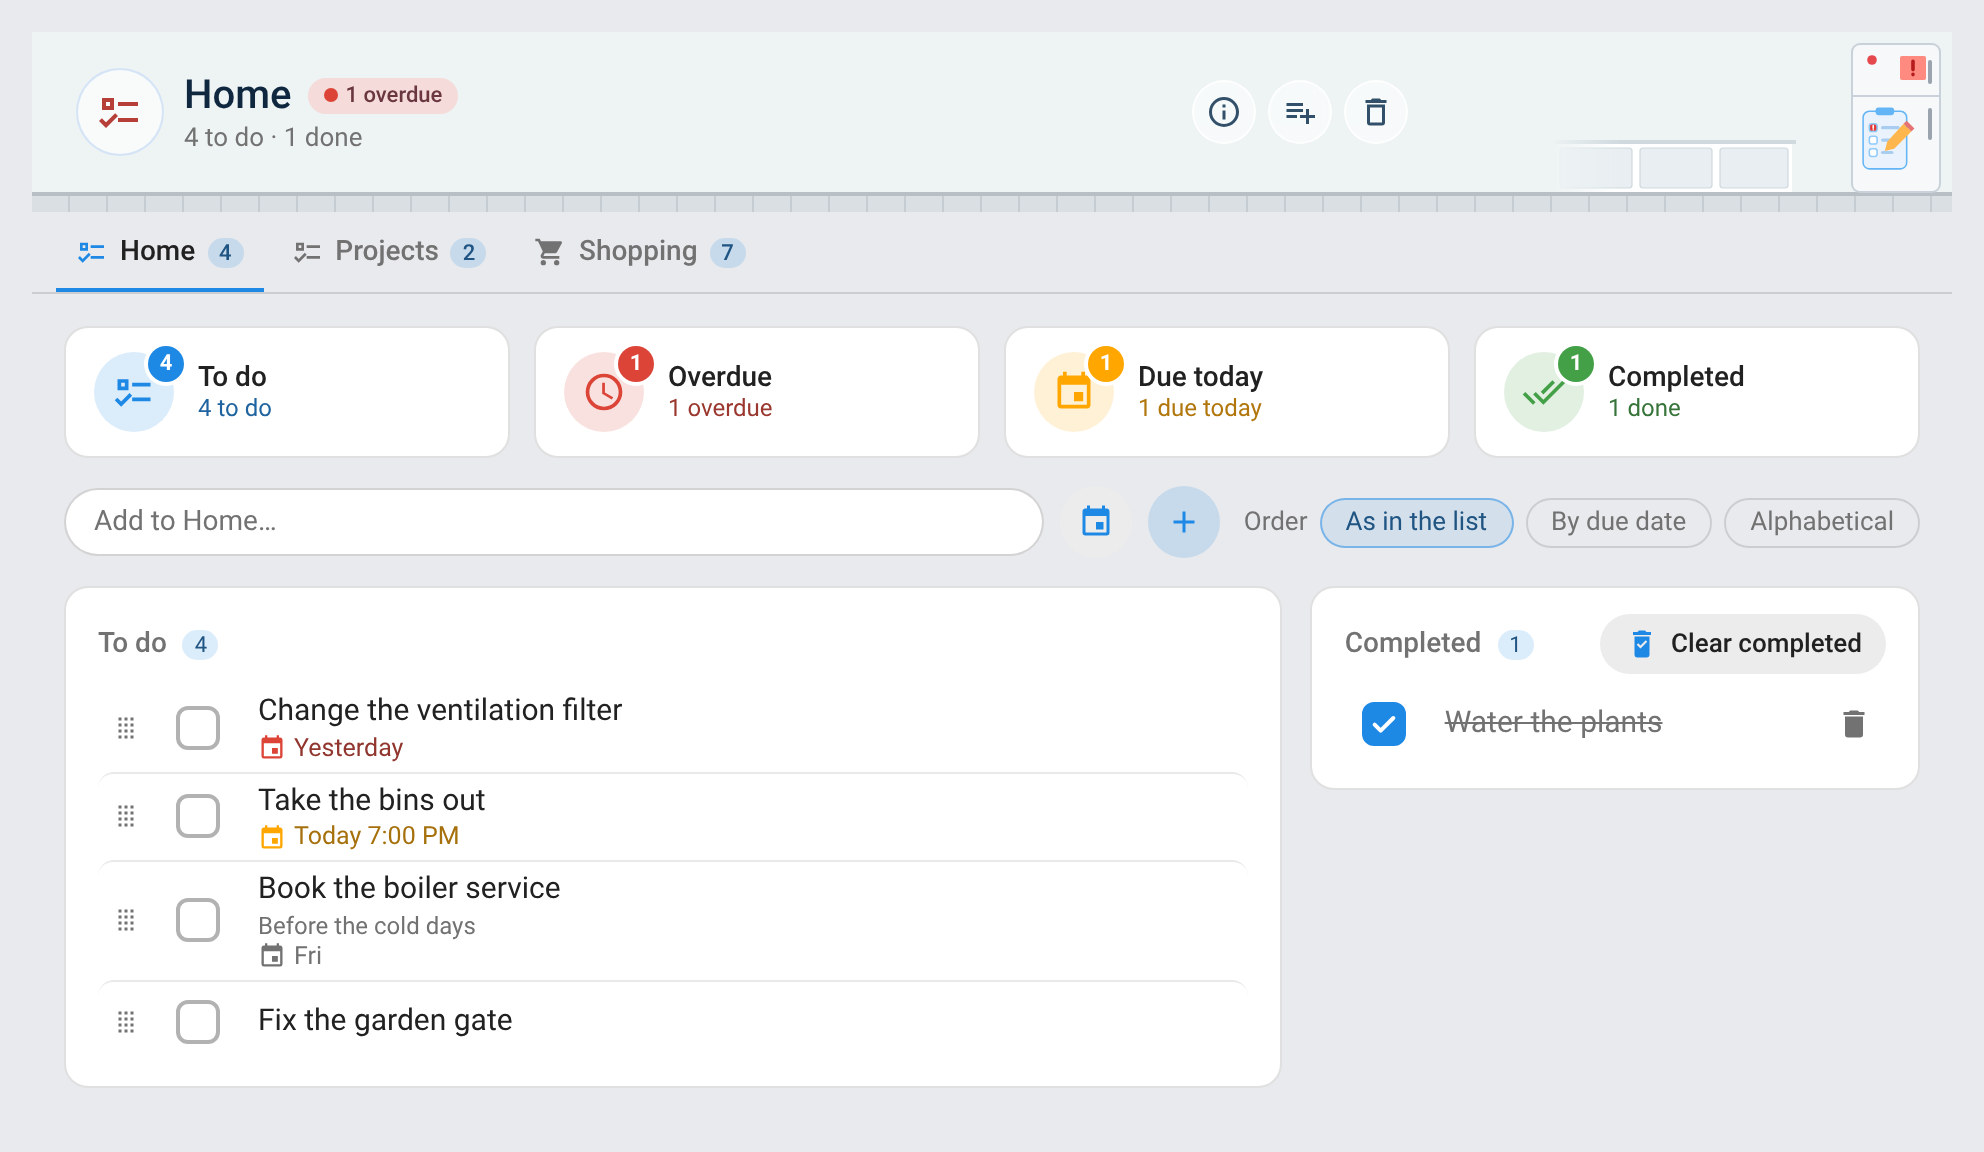 Home
1 overdue
4 to do · 1 done
Home 4
Projects 2
Shopping 7
4
To do
4 to do
1
Overdue
1 overdue
1
Due today
1 due today
1
Completed
1 done
Add to Home...
Order
As in the list
By due date
Alphabetical
To do 4
Change the ventilation filter
Yesterday
Take the bins out
Today 7:00 PM
Book the boiler service
Before the cold days
Fri
Fix the garden gate
Completed 1
Clear completed
Water the plants